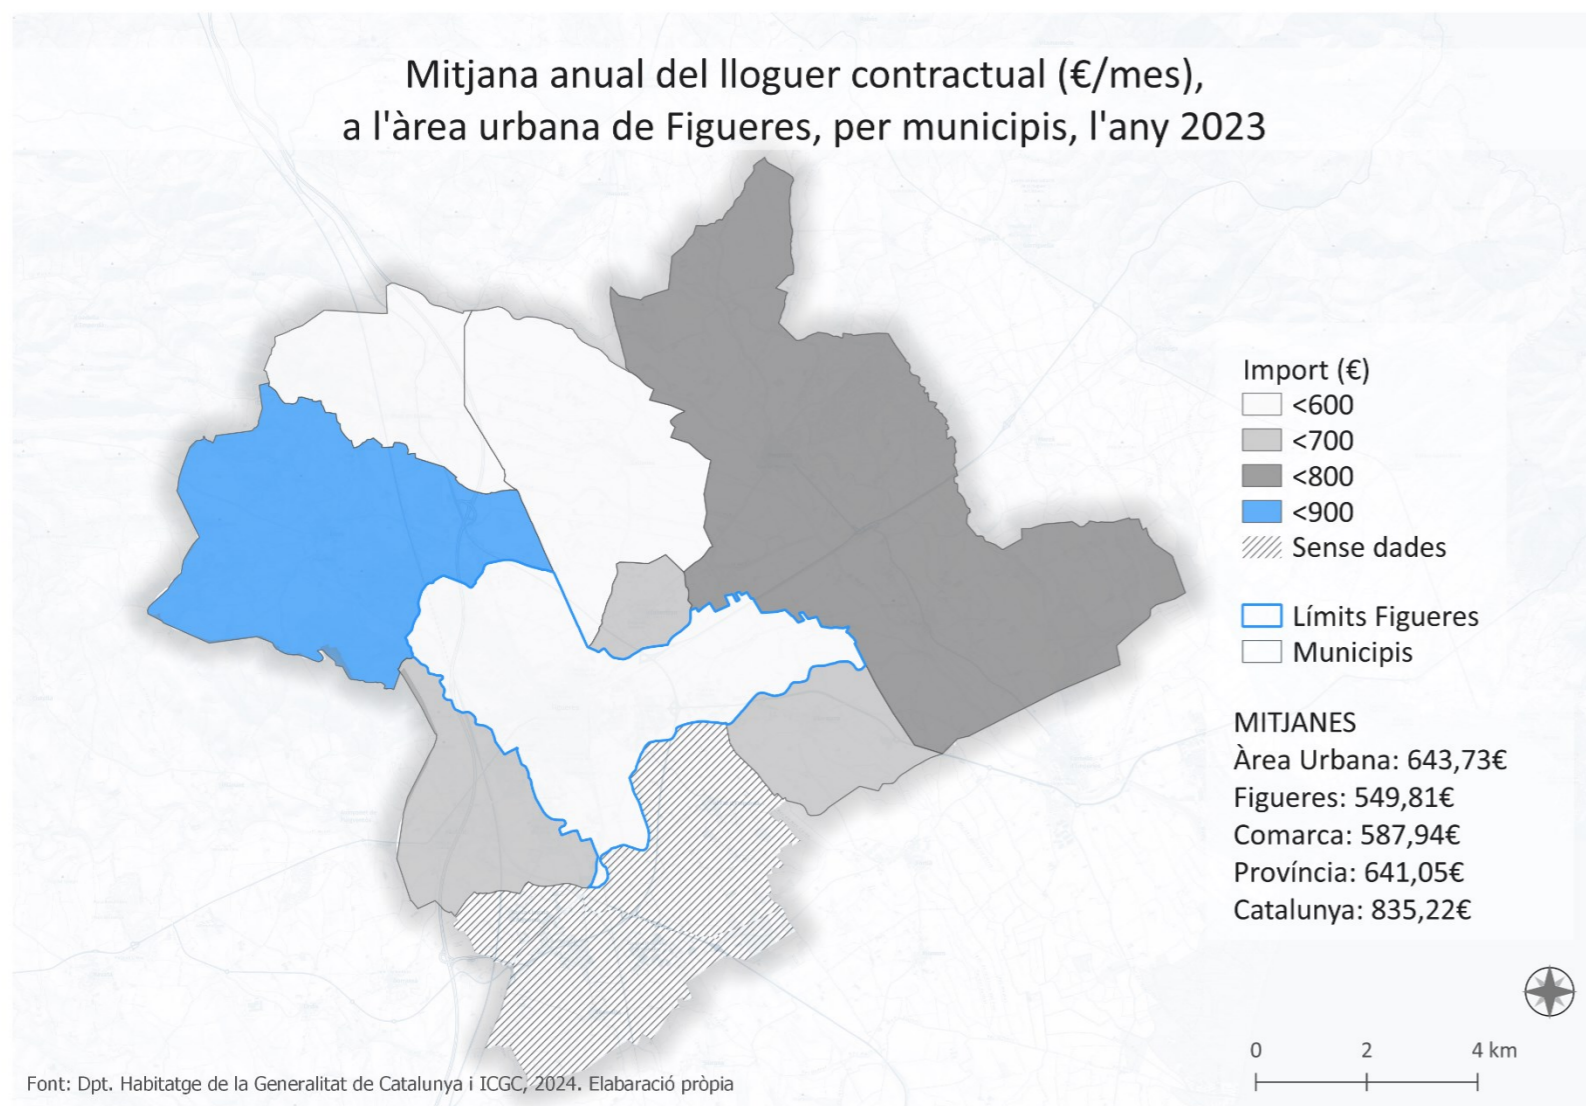 Mitjana anual del lloguer contractual (€/mes),
a l'àrea urbana de Figueres, per municipis, l'any 2023
Import (€)
<600
<700
<800
<900
Sense dades
Límits Figueres
Municipis
MITJANES
Àrea Urbana: 643,73€
Figueres: 549,81€
Comarca: 587,94€
Província: 641,05€
Catalunya: 835,22€
0 2 4 km
Font: Dpt. Habitatge de la Generalitat de Catalunya i ICGC, 2024. Elabaració pròpia